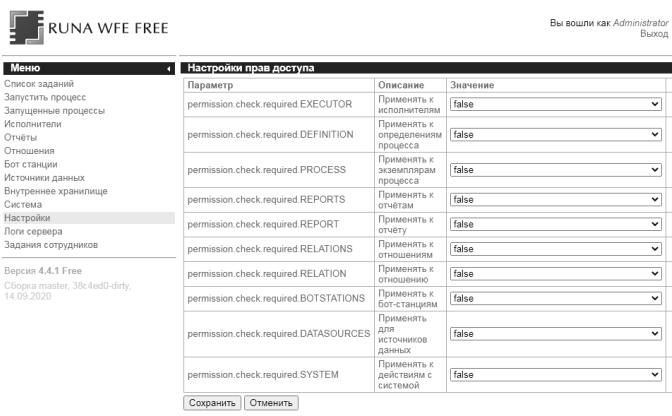 RUNA WFE FREE
Вы вошли как Administrator
Выход
Меню
Список заданий
Запустить процесс
Запущенные процессы
Исполнители
Отчёты
Отношения
Бот станции
Источники данных
Внутреннее хранилище
Система
Настройки
Логи сервера
Задания сотрудников
Версия 4.4.1 Free
Сборка master, 38c4ed0-dirty,
14.09.2020
Настройки прав доступа
Параметр Описание Значение
permission.check.required.EXECUTOR Применять к исполнителям false
permission.check.required.DEFINITION Применять к определениям процесса false
permission.check.required.PROCESS Применять к экземплярам процесса false
permission.check.required.REPORTS Применять к отчётам false
permission.check.required.REPORT Применять к отчёту false
permission.check.required.RELATIONS Применять к отношениям false
permission.check.required.RELATION Применять к отношению false
permission.check.required.BOTSTATIONS Применять к бот-станциям false
permission.check.required.DATASOURCES Применять для источников данных false
permission.check.required.SYSTEM Применять к действиям с системой false
Сохранить Отменить